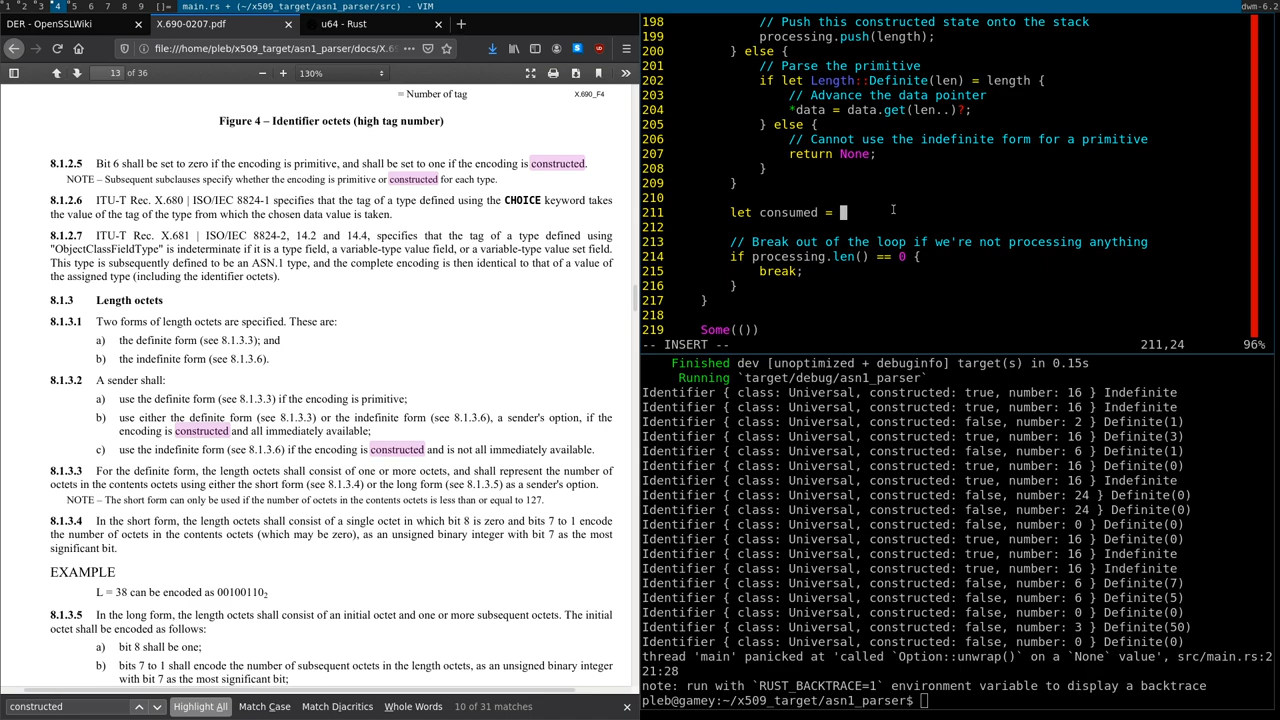 1 2 3 4 5 6 7 8 9 []= main.rs + (~/x509_target/asn1_parser/src) - VIM dwm-6.2
DER - OpenSSLWiki × X.690-0207.pdf × u64 - Rust × +
file:///home/pleb/x509_target/asn1_parser/docs/X.69
13 of 36 − + 130%
= Number of tag X.690_F4
Figure 4 – Identifier octets (high tag number)
8.1.2.5 Bit 6 shall be set to zero if the encoding is primitive, and shall be set to one if the encoding is constructed.
NOTE – Subsequent subclauses specify whether the encoding is primitive or constructed for each type.
8.1.2.6 ITU-T Rec. X.680 | ISO/IEC 8824-1 specifies that the tag of a type defined using the CHOICE keyword takes
the value of the tag of the type from which the chosen data value is taken.
8.1.2.7 ITU-T Rec. X.681 | ISO/IEC 8824-2, 14.2 and 14.4, specifies that the tag of a type defined using
"ObjectClassFieldType" is indeterminate if it is a type field, a variable-type value field, or a variable-type value set field.
This type is subsequently defined to be an ASN.1 type, and the complete encoding is then identical to that of a value of
the assigned type (including the identifier octets).
8.1.3 Length octets
8.1.3.1 Two forms of length octets are specified. These are:
a) the definite form (see 8.1.3.3); and
b) the indefinite form (see 8.1.3.6).
8.1.3.2 A sender shall:
a) use the definite form (see 8.1.3.3) if the encoding is primitive;
b) use either the definite form (see 8.1.3.3) or the indefinite form (see 8.1.3.6), a sender's option, if the
encoding is constructed and all immediately available;
c) use the indefinite form (see 8.1.3.6) if the encoding is constructed and is not all immediately available.
8.1.3.3 For the definite form, the length octets shall consist of one or more octets, and shall represent the number of
octets in the contents octets using either the short form (see 8.1.3.4) or the long form (see 8.1.3.5) as a sender's option.
NOTE – The short form can only be used if the number of octets in the contents octets is less than or equal to 127.
8.1.3.4 In the short form, the length octets shall consist of a single octet in which bit 8 is zero and bits 7 to 1 encode
the number of octets in the contents octets (which may be zero), as an unsigned binary integer with bit 7 as the most
significant bit.
EXAMPLE
L = 38 can be encoded as 00100110₂
8.1.3.5 In the long form, the length octets shall consist of an initial octet and one or more subsequent octets. The initial
octet shall be encoded as follows:
a) bit 8 shall be one;
b) bits 7 to 1 shall encode the number of subsequent octets in the length octets, as an unsigned binary integer
with bit 7 as the most significant bit;
constructed Highlight All Match Case Match Diacritics Whole Words 10 of 31 matches ×
198 // Push this constructed state onto the stack
199 processing.push(length);
200 } else {
201 // Parse the primitive
202 if let Length::Definite(len) = length {
203 // Advance the data pointer
204 *data = data.get(len..)?;
205 } else {
206 // Cannot use the indefinite form for a primitive
207 return None;
208 }
209 }
210
211 let consumed =
212
213 // Break out of the loop if we're not processing anything
214 if processing.len() == 0 {
215 break;
216 }
217 }
218
219 Some(())
-- INSERT -- 211,24 96%
Finished dev [unoptimized + debuginfo] target(s) in 0.15s
Running `target/debug/asn1_parser`
Identifier { class: Universal, constructed: true, number: 16 } Indefinite
Identifier { class: Universal, constructed: true, number: 16 } Indefinite
Identifier { class: Universal, constructed: false, number: 2 } Definite(1)
Identifier { class: Universal, constructed: true, number: 16 } Definite(3)
Identifier { class: Universal, constructed: false, number: 6 } Definite(1)
Identifier { class: Universal, constructed: true, number: 16 } Definite(0)
Identifier { class: Universal, constructed: true, number: 16 } Indefinite
Identifier { class: Universal, constructed: false, number: 24 } Definite(0)
Identifier { class: Universal, constructed: false, number: 24 } Definite(0)
Identifier { class: Universal, constructed: false, number: 0 } Definite(0)
Identifier { class: Universal, constructed: true, number: 16 } Definite(0)
Identifier { class: Universal, constructed: true, number: 16 } Indefinite
Identifier { class: Universal, constructed: true, number: 16 } Indefinite
Identifier { class: Universal, constructed: false, number: 6 } Definite(7)
Identifier { class: Universal, constructed: false, number: 6 } Definite(5)
Identifier { class: Universal, constructed: false, number: 0 } Definite(0)
Identifier { class: Universal, constructed: false, number: 3 } Definite(50)
Identifier { class: Universal, constructed: false, number: 0 } Definite(0)
thread 'main' panicked at 'called `Option::unwrap()` on a `None` value', src/main.rs:2
21:28
note: run with `RUST_BACKTRACE=1` environment variable to display a backtrace
pleb@gamey:~/x509_target/asn1_parser$